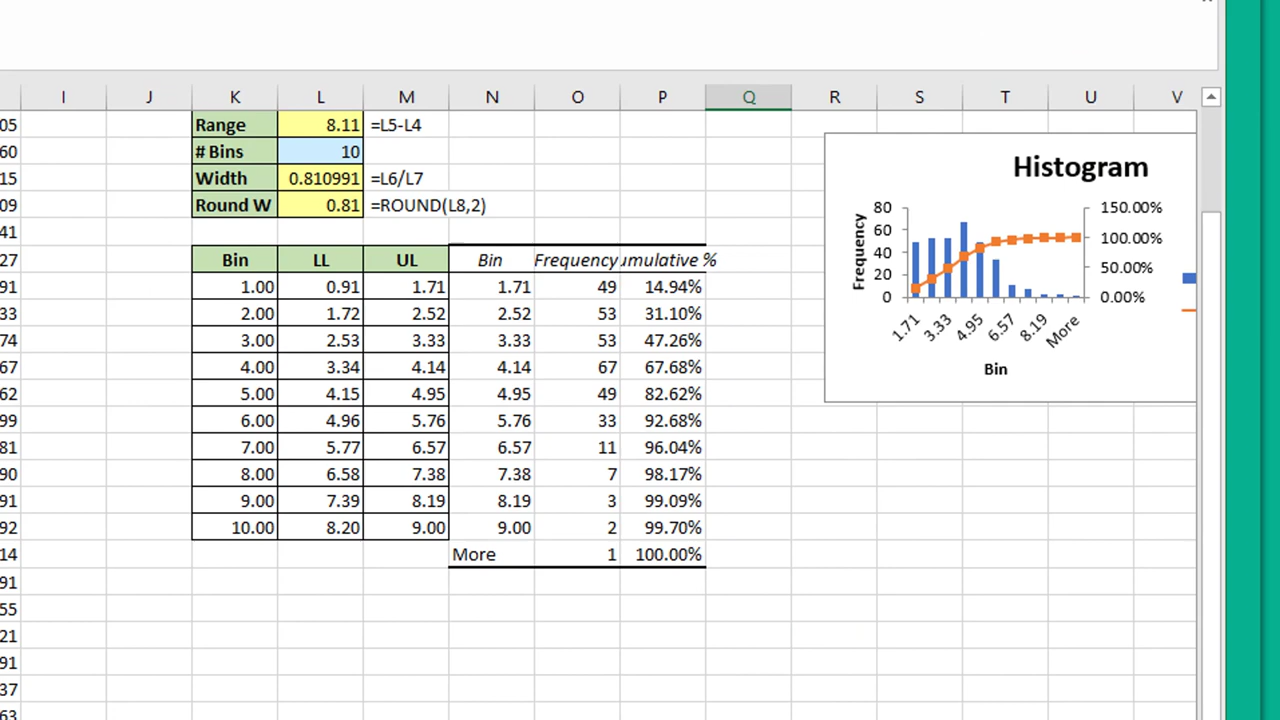 I J K L M N O P Q R S T U V
05 Range 8.11 =L5-L4
60 # Bins 10
15 Width 0.810991 =L6/L7
09 Round W 0.81 =ROUND(L8,2)
41
27 Bin LL UL Bin Frequency umulative %
91 1.00 0.91 1.71 1.71 49 14.94%
33 2.00 1.72 2.52 2.52 53 31.10%
74 3.00 2.53 3.33 3.33 53 47.26%
67 4.00 3.34 4.14 4.14 67 67.68%
62 5.00 4.15 4.95 4.95 49 82.62%
99 6.00 4.96 5.76 5.76 33 92.68%
81 7.00 5.77 6.57 6.57 11 96.04%
90 8.00 6.58 7.38 7.38 7 98.17%
91 9.00 7.39 8.19 8.19 3 99.09%
92 10.00 8.20 9.00 9.00 2 99.70%
14 More 1 100.00%
91
55
21
91
37
63
Histogram
Frequency
80 150.00%
60 100.00%
40
20 50.00%
0 0.00%
1.71 3.33 4.95 6.57 8.19 More
Bin